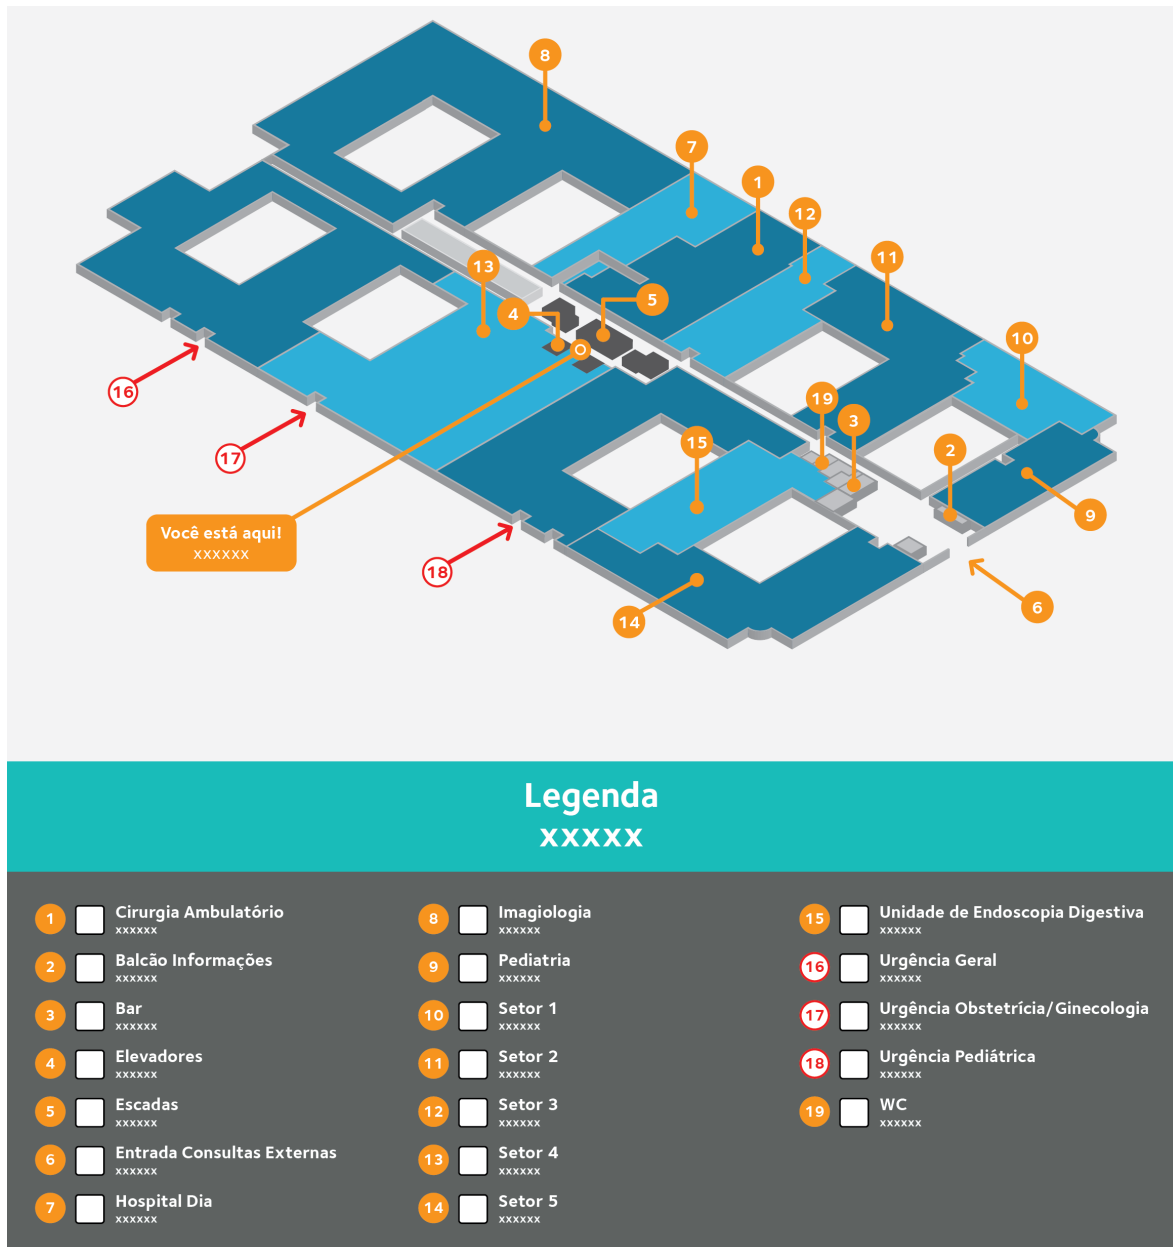 8
7
1
12
11
13
5
4
10
16
19
3
15
2
17
9
Você está aqui!
xxxxxx
18
6
14
Legenda
xxxxx
1 Cirurgia Ambulatório
xxxxxx
2 Balcão Informações
xxxxxx
3 Bar
xxxxxx
4 Elevadores
xxxxxx
5 Escadas
xxxxxx
6 Entrada Consultas Externas
xxxxxx
7 Hospital Dia
xxxxxx
8 Imagiologia
xxxxxx
9 Pediatria
xxxxxx
10 Setor 1
xxxxxx
11 Setor 2
xxxxxx
12 Setor 3
xxxxxx
13 Setor 4
xxxxxx
14 Setor 5
xxxxxx
15 Unidade de Endoscopia Digestiva
xxxxxx
16 Urgência Geral
xxxxxx
17 Urgência Obstetrícia/Ginecologia
xxxxxx
18 Urgência Pediátrica
xxxxxx
19 WC
xxxxxx